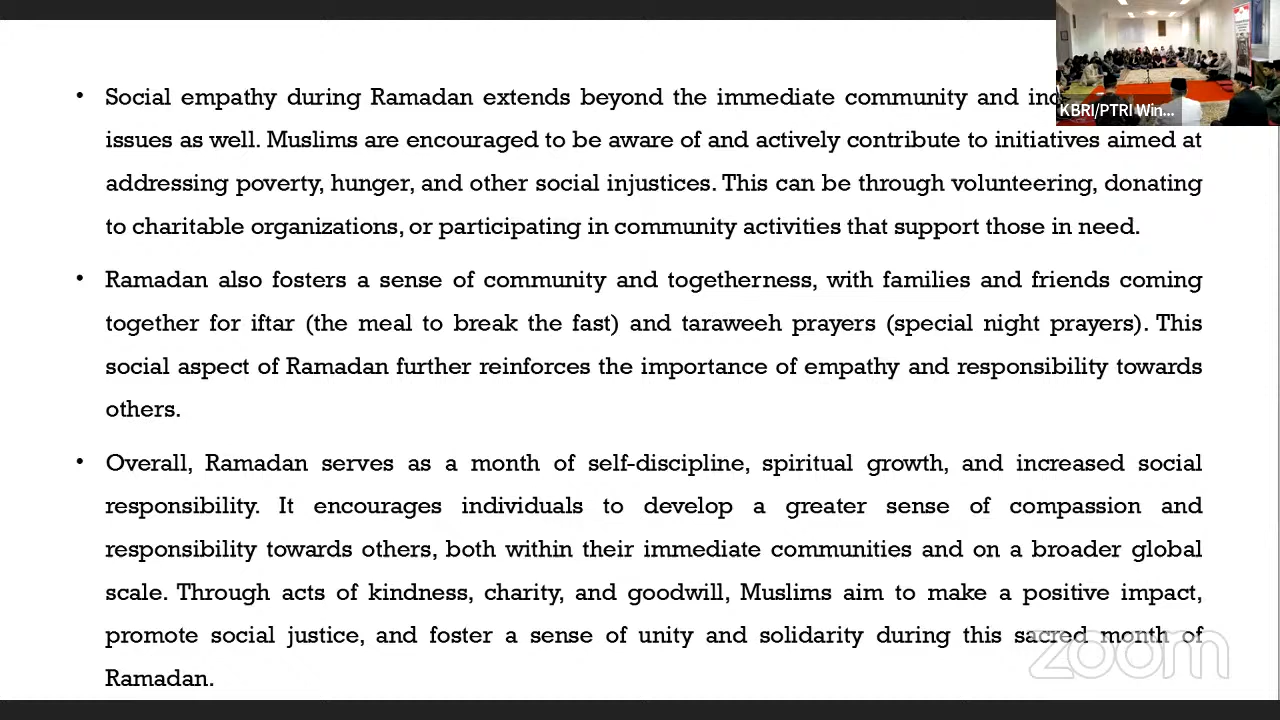 • Social empathy during Ramadan extends beyond the immediate community and
issues as well. Muslims are encouraged to be aware of and actively contribute to initiatives aimed at
addressing poverty, hunger, and other social injustices. This can be through volunteering, donating
to charitable organizations, or participating in community activities that support those in need.
• Ramadan also fosters a sense of community and togetherness, with families and friends coming
together for iftar (the meal to break the fast) and taraweeh prayers (special night prayers). This
social aspect of Ramadan further reinforces the importance of empathy and responsibility towards
others.
• Overall, Ramadan serves as a month of self-discipline, spiritual growth, and increased social
responsibility. It encourages individuals to develop a greater sense of compassion and
responsibility towards others, both within their immediate communities and on a broader global
scale. Through acts of kindness, charity, and goodwill, Muslims aim to make a positive impact,
promote social justice, and foster a sense of unity and solidarity during this sacred month of
Ramadan.
KBRI/PTRI Win...
zoom